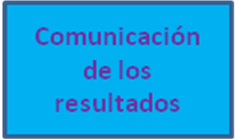 Comunicación
de los
resultados